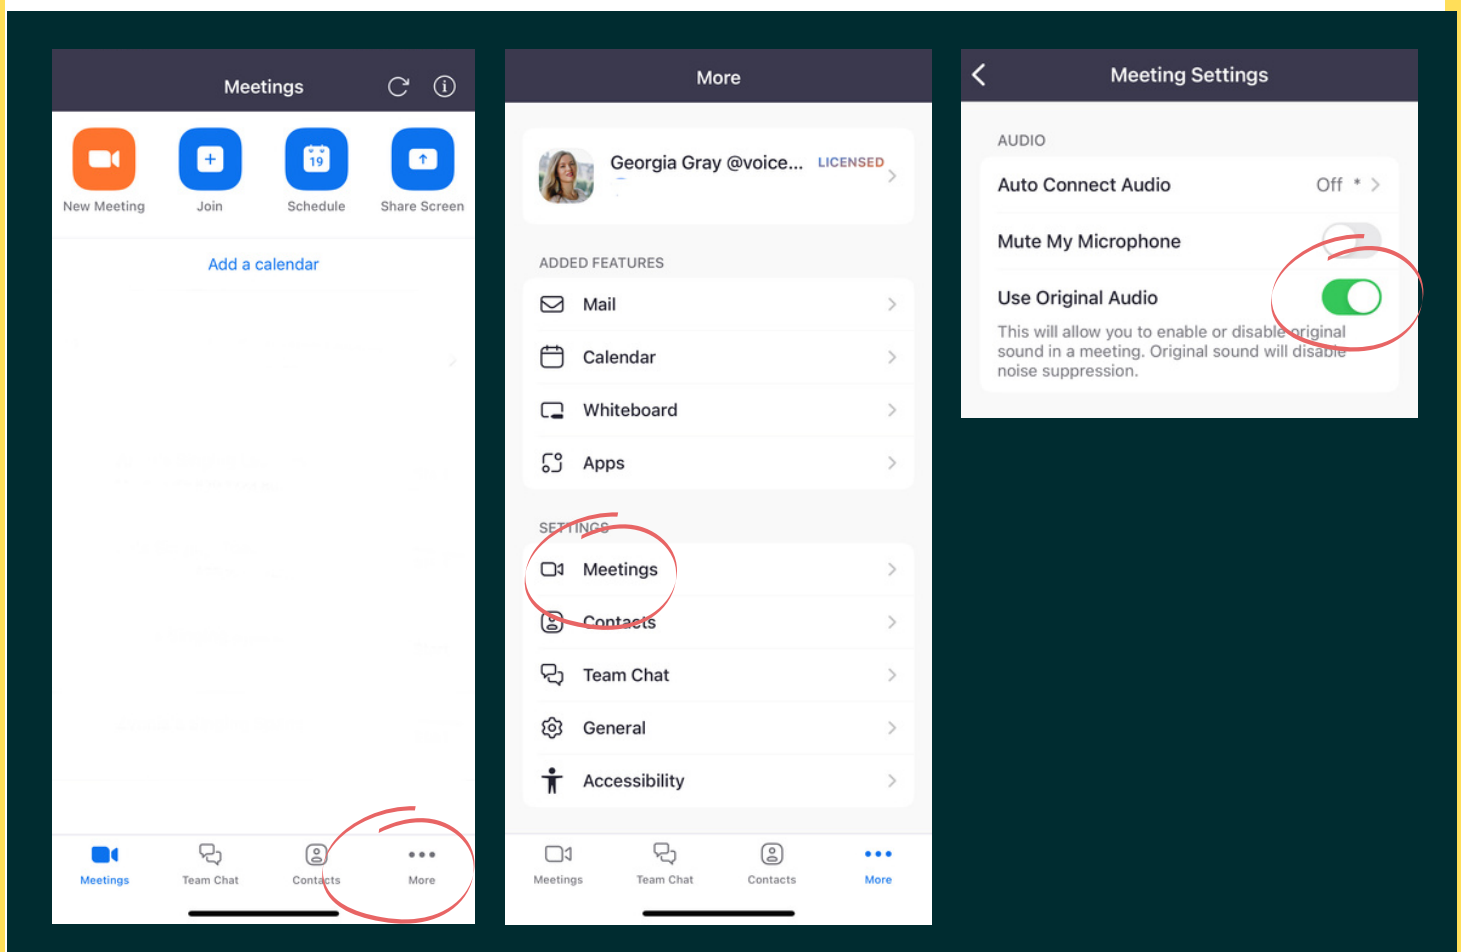 Meetings
19
New Meeting
Join
Schedule
Share Screen
Add a calendar
Meetings
Team Chat
Contacts
More
More
Georgia Gray @voice... LICENSED
ADDED FEATURES
Mail
Calendar
Whiteboard
Apps
SETTINGS
Meetings
Contacts
Team Chat
General
Accessibility
Meetings
Team Chat
Contacts
More
Meeting Settings
AUDIO
Auto Connect Audio Off *
Mute My Microphone
Use Original Audio
This will allow you to enable or disable original
sound in a meeting. Original sound will disable
noise suppression.